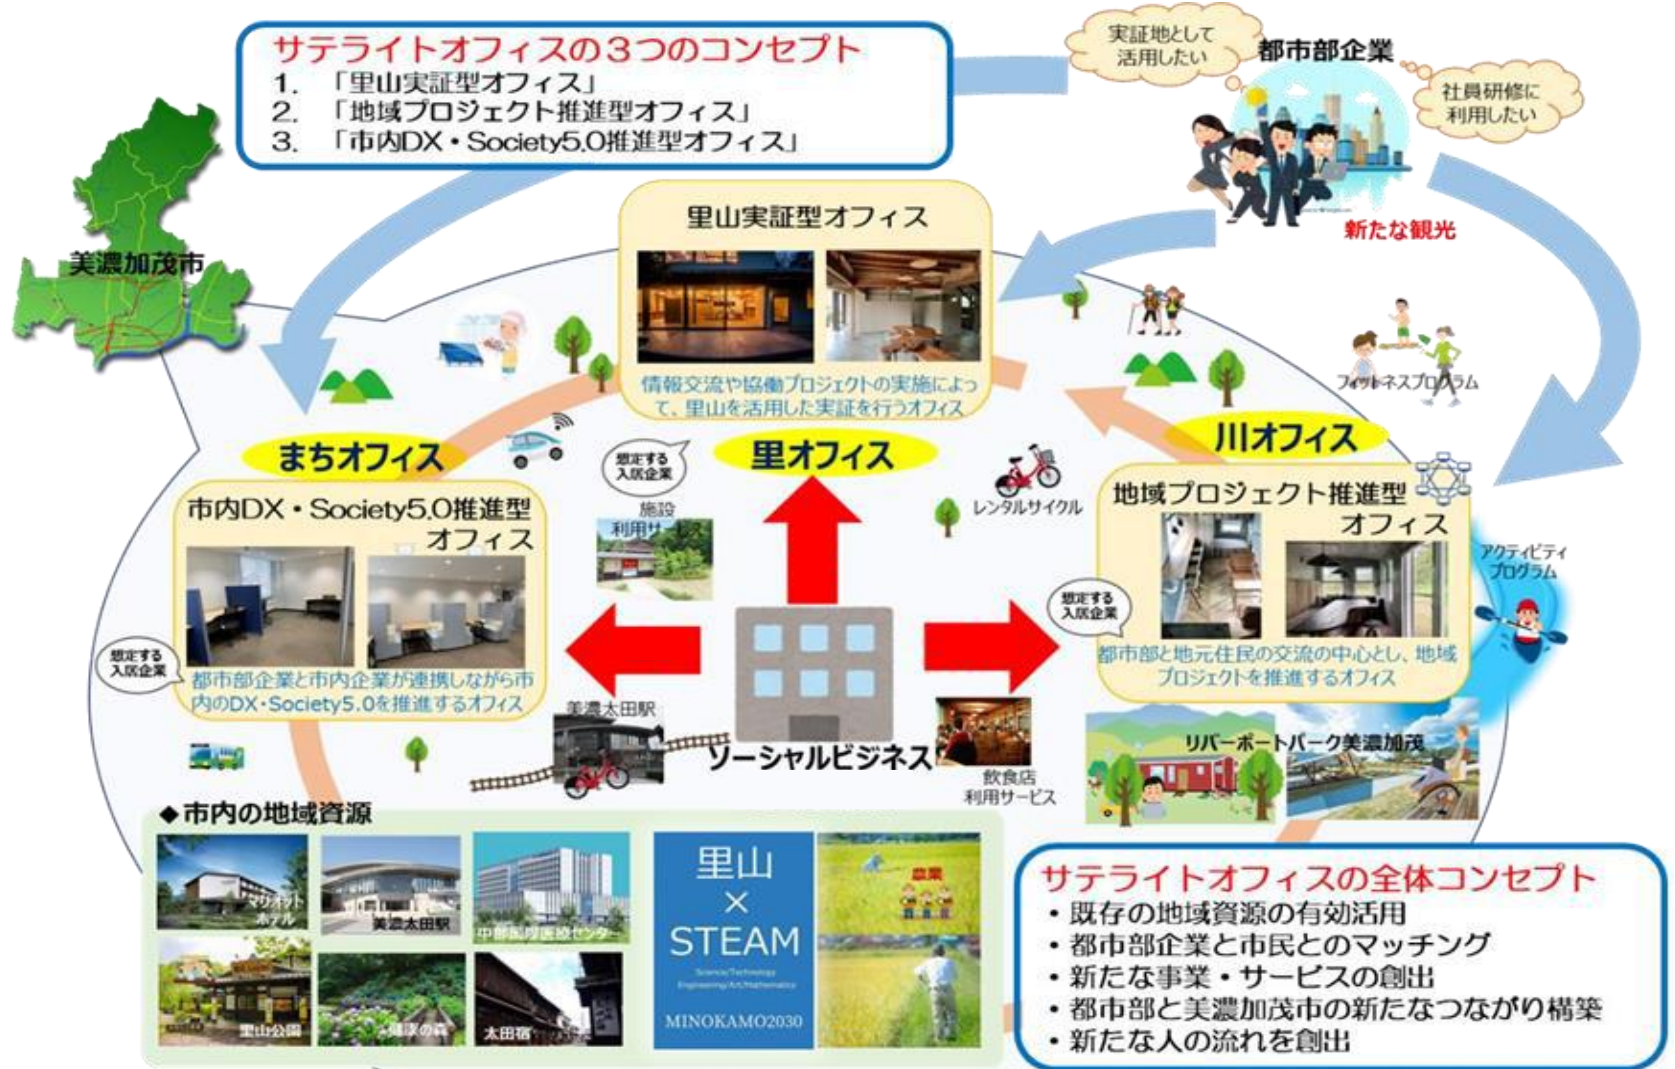 サテライトオフィスの３つのコンセプト
1. 「里山実証型オフィス」
2. 「地域プロジェクト推進型オフィス」
3. 「市内DX・Society5.0推進型オフィス」
実証地として
活用したい
都市部企業
社員研修に
利用したい
新たな観光
美濃加茂市
里山実証型オフィス
情報交流や協働プロジェクトの実施によっ
て、里山を活用した実証を行うオフィス
フィットネスプログラム
まちオフィス
里オフィス
川オフィス
想定する
入居企業
施設
利用サービス
レンタルサイクル
市内DX・Society5.0推進型
オフィス
都市部企業と市内企業が連携しながら市
内のDX・Society5.0を推進するオフィス
想定する
入居企業
地域プロジェクト推進型
オフィス
都市部と地元住民の交流の中心とし、地域
プロジェクトを推進するオフィス
想定する
入居企業
アクティビティ
プログラム
美濃太田駅
ソーシャルビジネス
飲食店
利用サービス
リバーポートパーク美濃加茂
◆市内の地域資源
マリオット
ホテル
美濃太田駅
中部国際医療センター
里山公園
健康の森
太田宿
里山
×
STEAM
Science/Technology
Engineering/Art/Mathematics
MINOKAMO2030
農業
サテライトオフィスの全体コンセプト
・既存の地域資源の有効活用
・都市部企業と市民とのマッチング
・新たな事業・サービスの創出
・都市部と美濃加茂市の新たなつながり構築
・新たな人の流れを創出